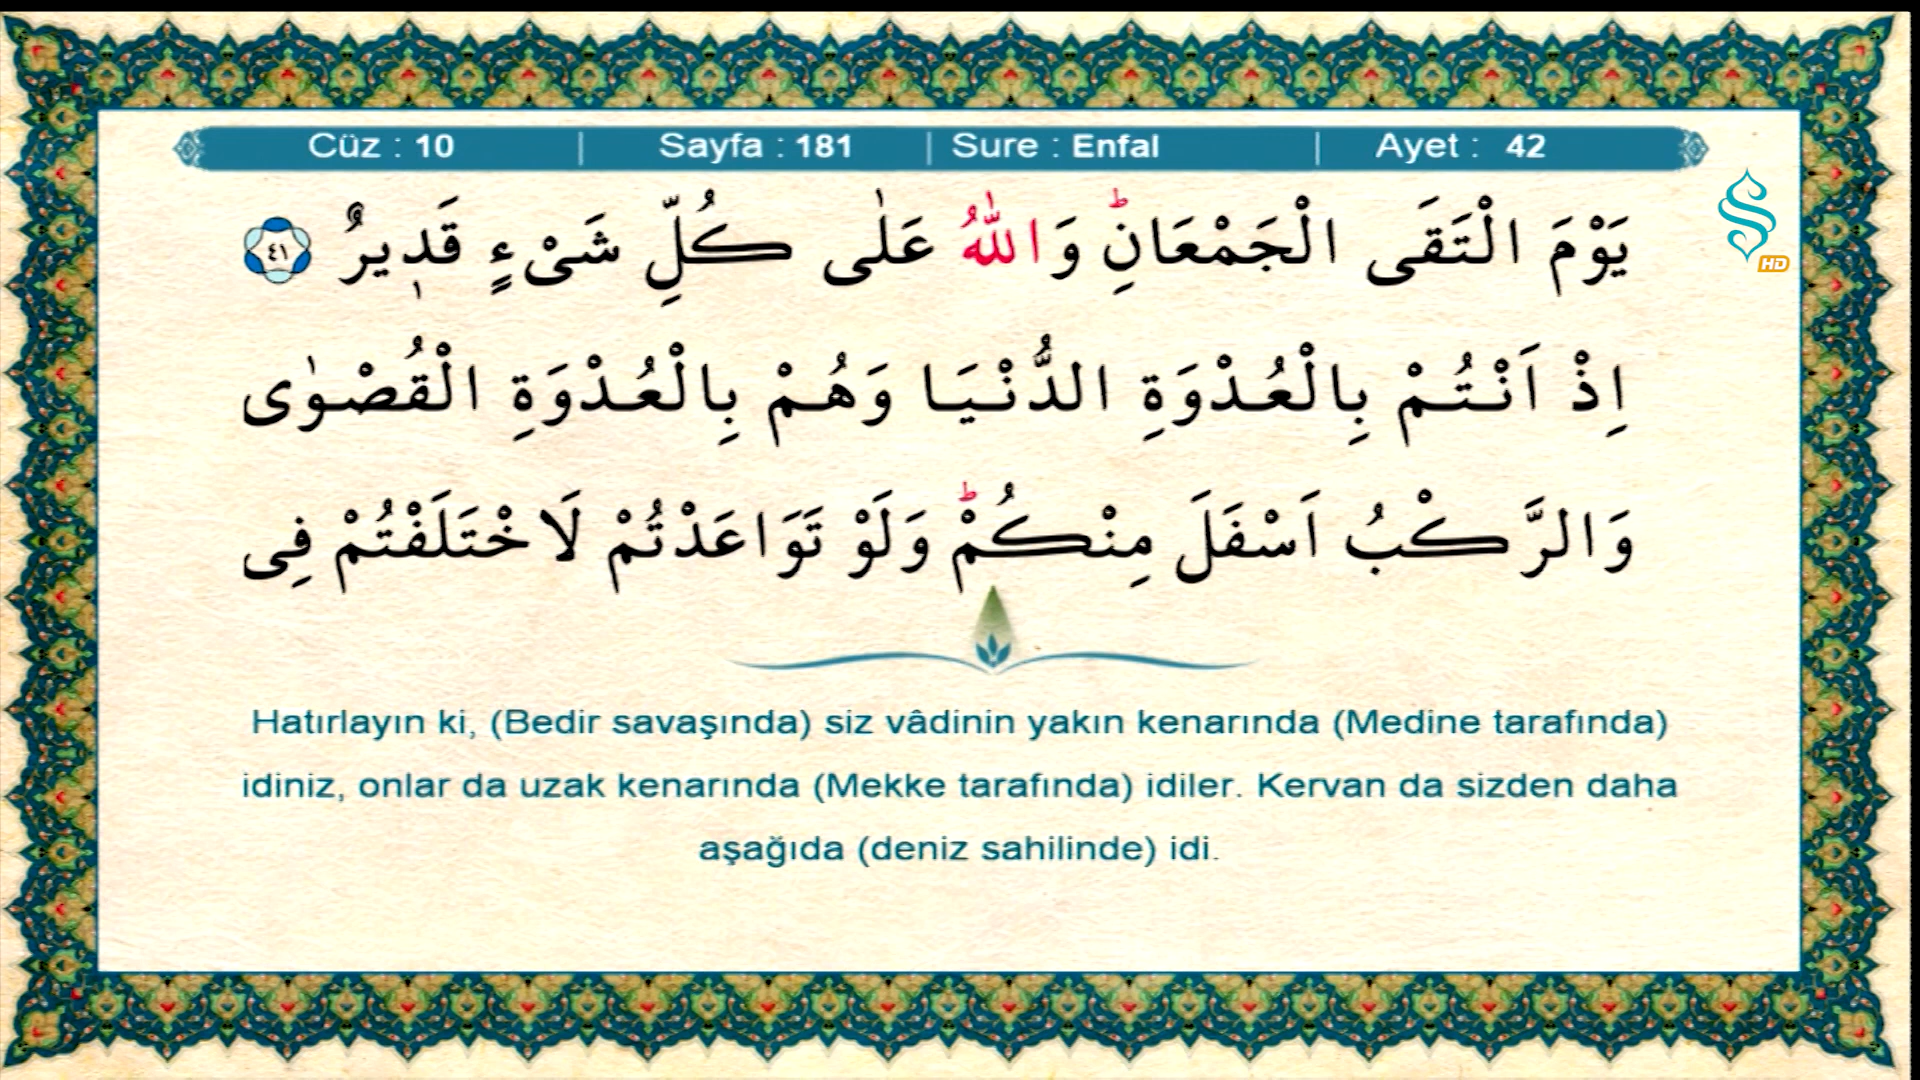 Cüz : 10 | Sayfa : 181 | Sure : Enfal | Ayet : 42
يَوْمَ الْتَقَى الْجَمْعَانِۜ وَاللّٰهُ عَلٰى كُلِّ شَىْءٍ قَدٖيرٌ ﴿٤١﴾
HD
اِذْ اَنْتُمْ بِالْعُدْوَةِ الدُّنْيَا وَهُمْ بِالْعُدْوَةِ الْقُصْوٰى
وَالرَّكْبُ اَسْفَلَ مِنْكُمْؕ وَلَوْ تَوَاعَدْتُمْ لَاخْتَلَفْتُمْ فِى
Hatırlayın ki, (Bedir savaşında) siz vâdinin yakın kenarında (Medine tarafında)
idiniz, onlar da uzak kenarında (Mekke tarafında) idiler. Kervan da sizden daha
aşağıda (deniz sahilinde) idi.